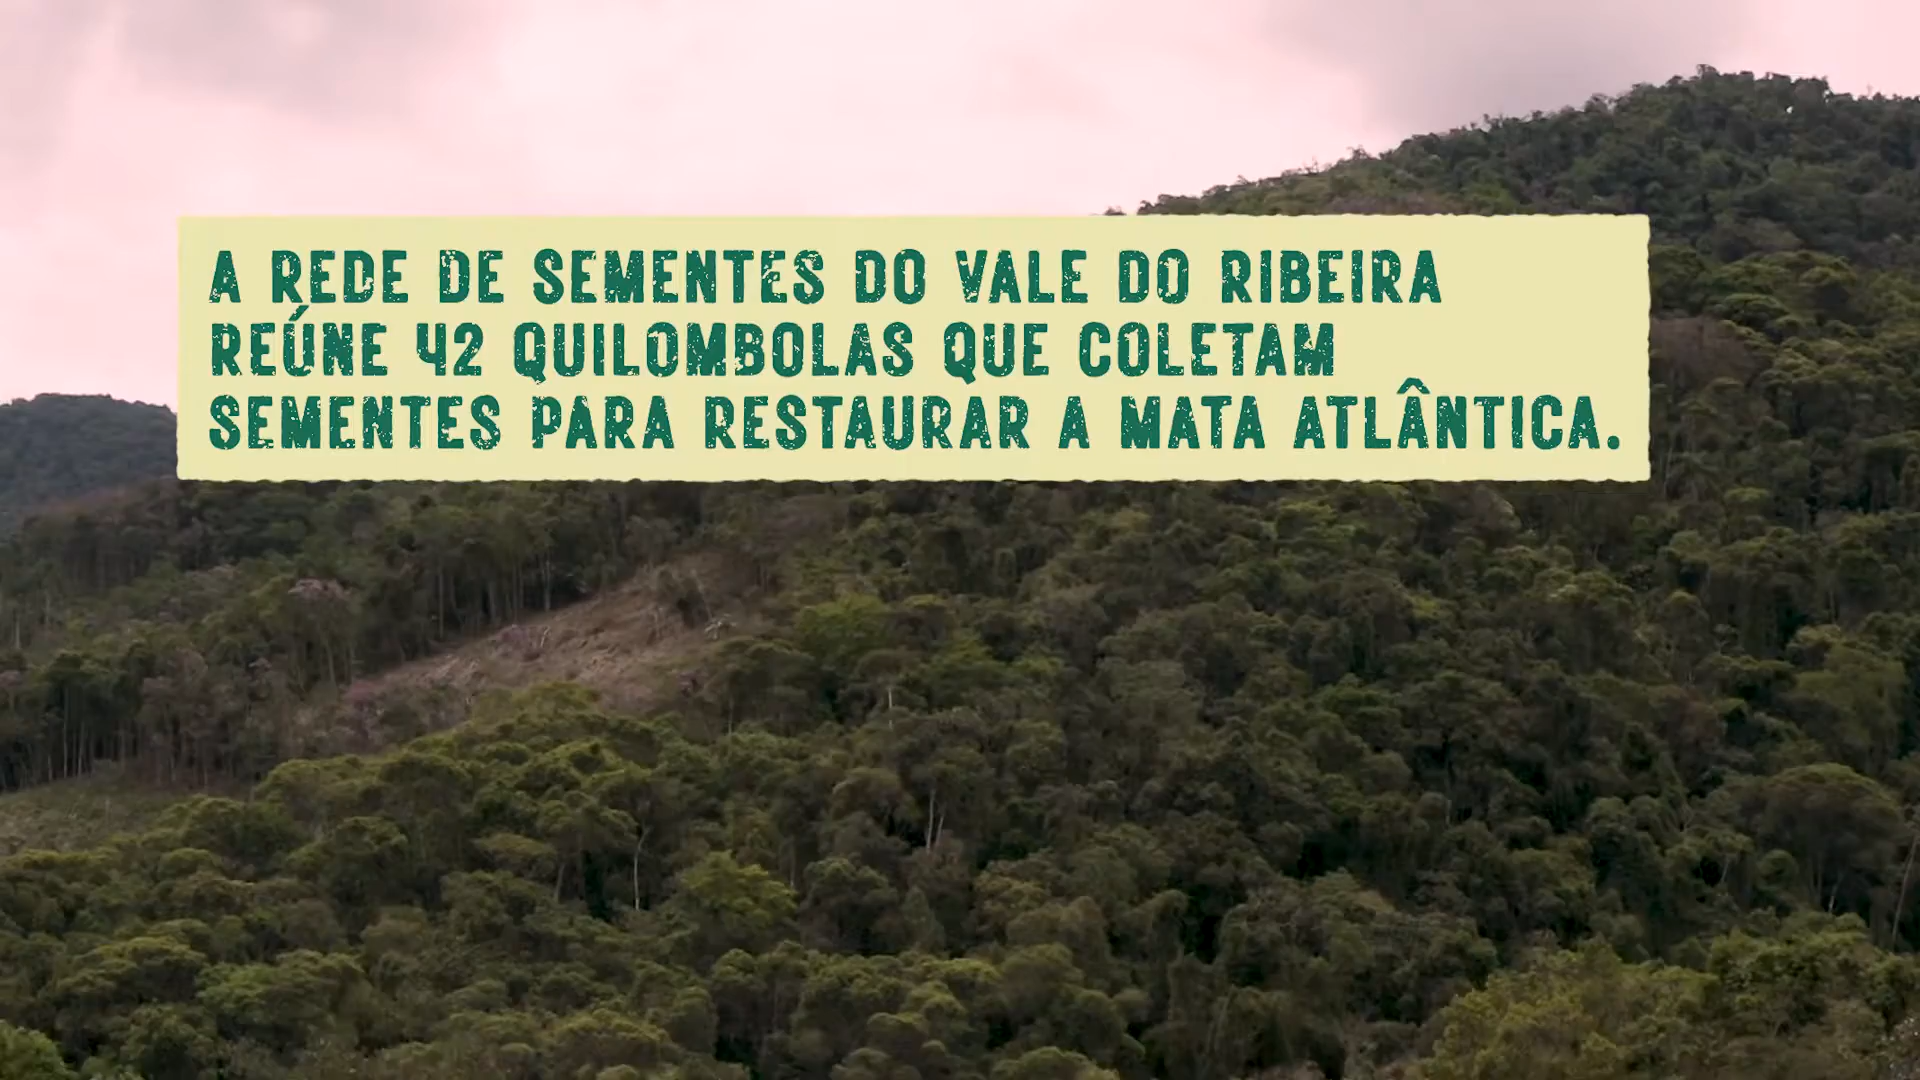 A REDE DE SEMENTES DO VALE DO RIBEIRA
REÚNE 42 QUILOMBOLAS QUE COLETAM
SEMENTES PARA RESTAURAR A MATA ATLÂNTICA.